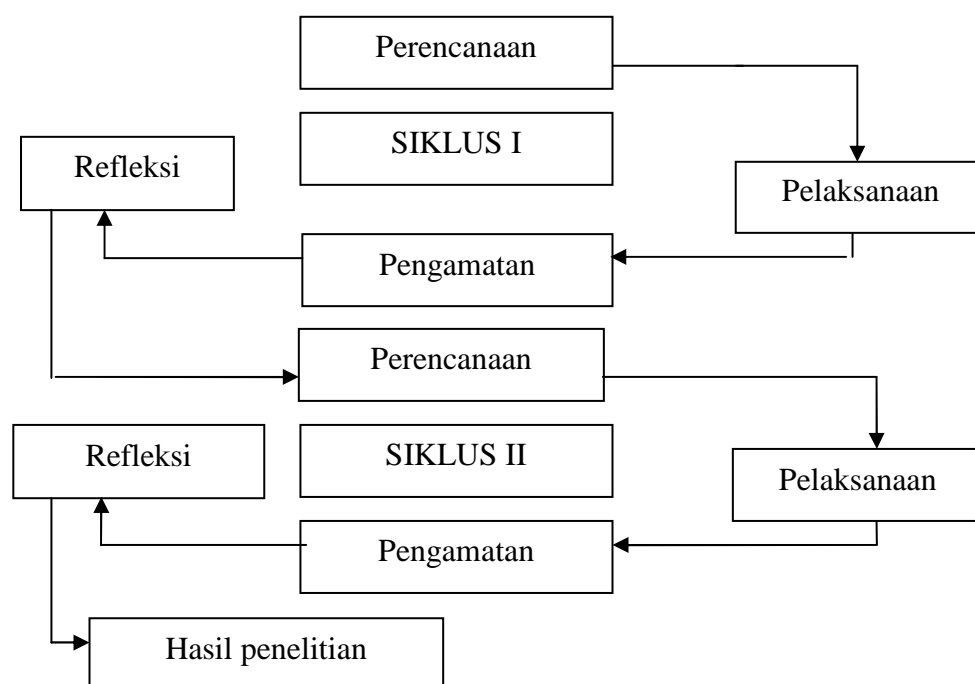 Perencanaan
SIKLUS I
Refleksi
Pelaksanaan
Pengamatan
Perencanaan
Refleksi
SIKLUS II
Pelaksanaan
Pengamatan
Hasil penelitian